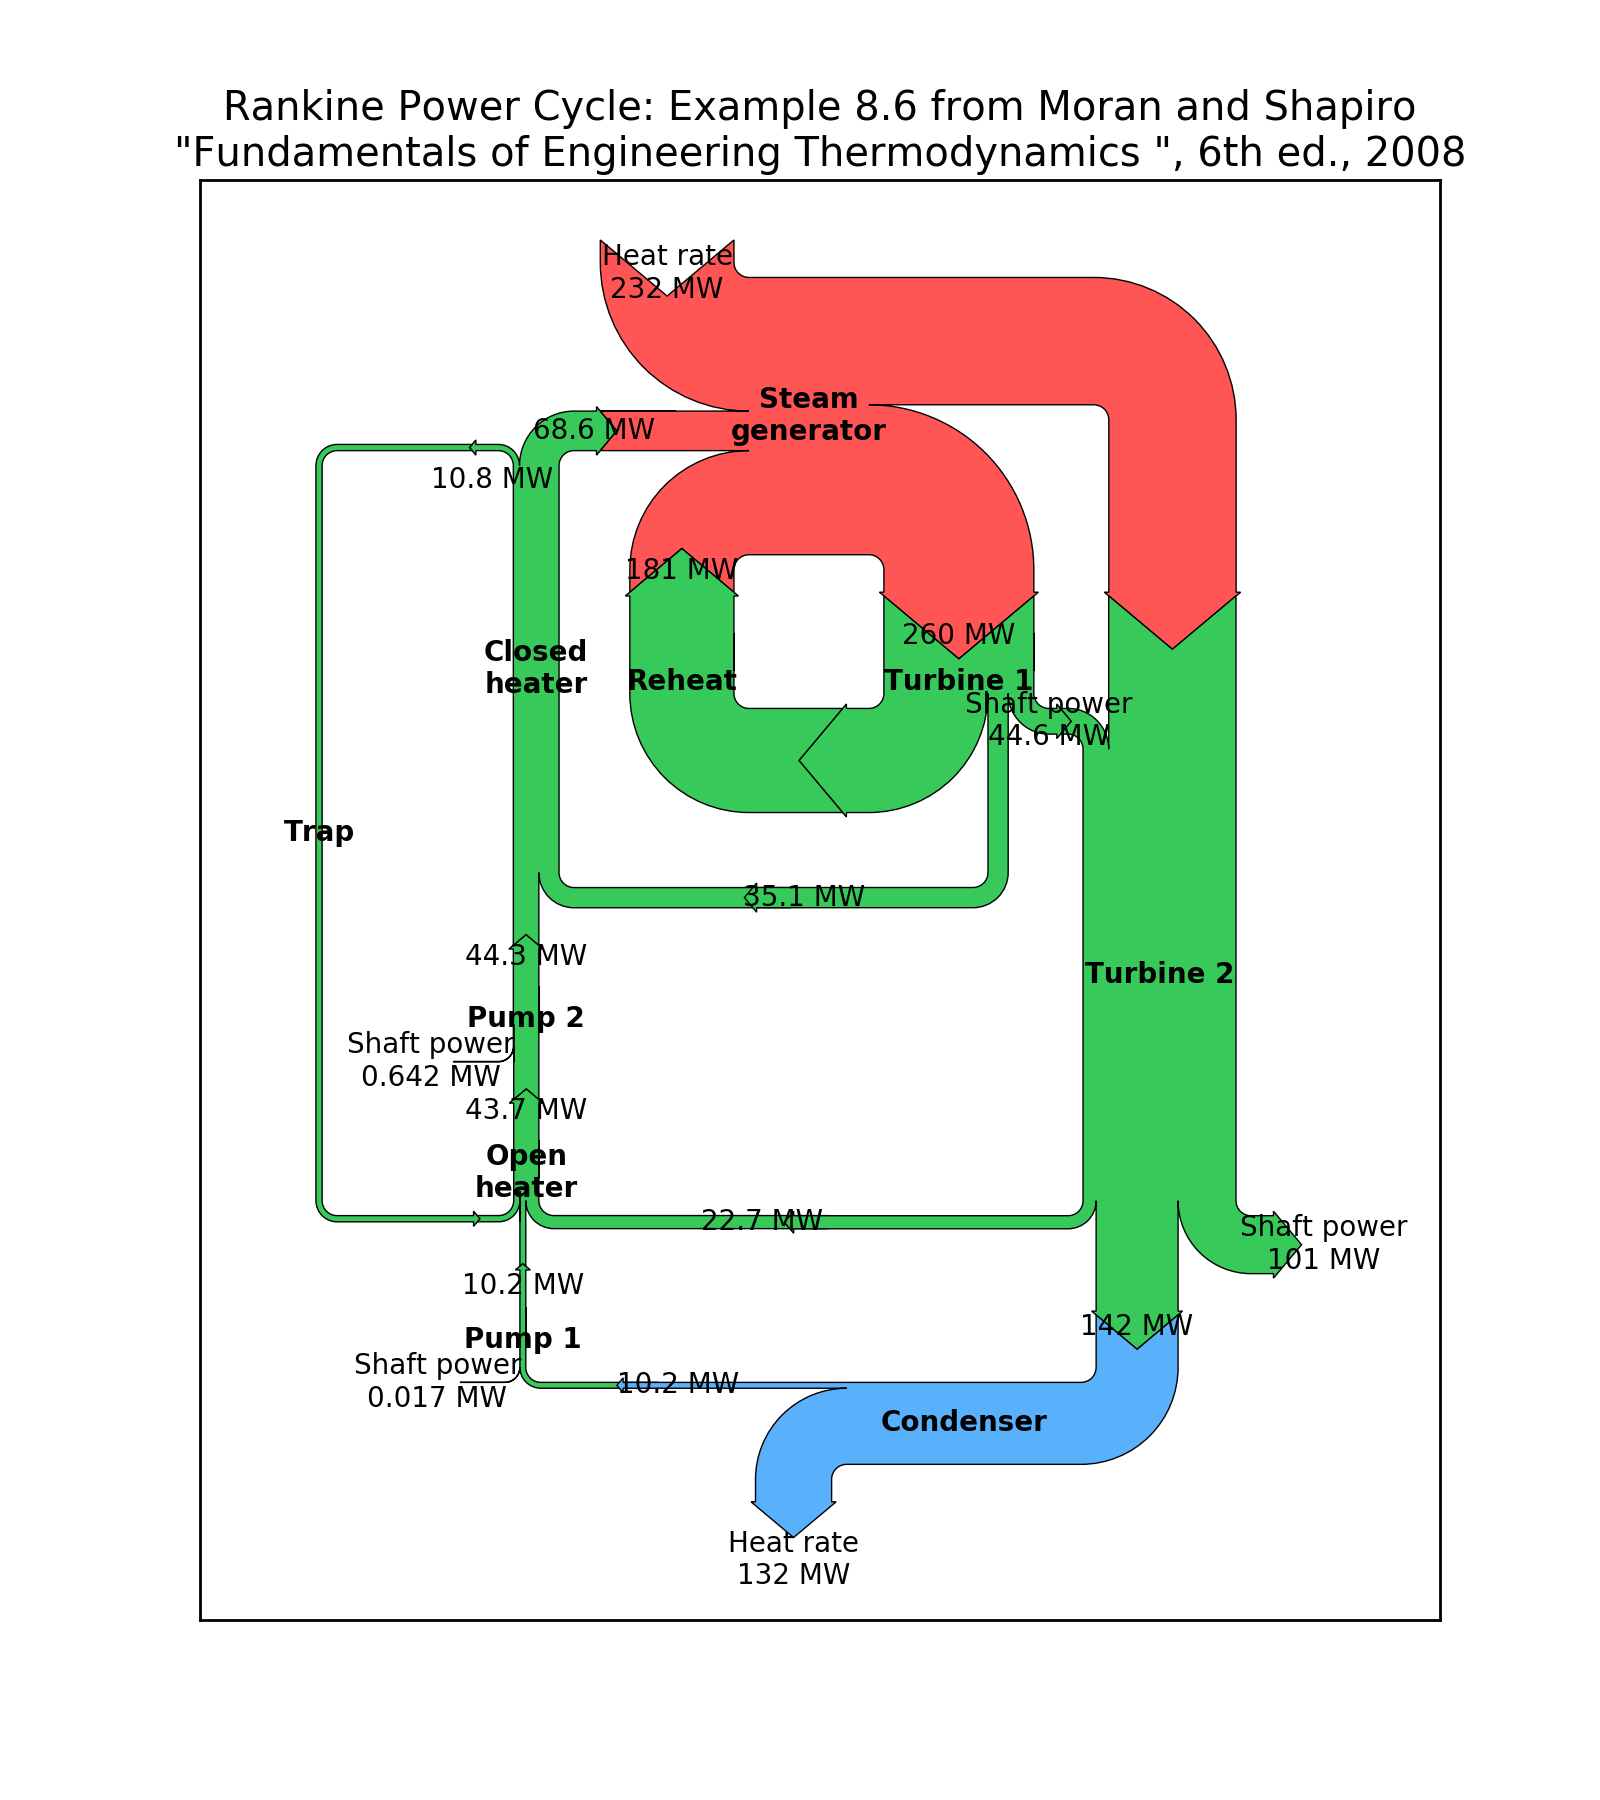 Rankine Power Cycle: Example 8.6 from Moran and Shapiro
"Fundamentals of Engineering Thermodynamics ", 6th ed., 2008
Heat rate
232 MW
Steam
generator
68.6 MW
10.8 MW
181 MW
260 MW
Closed
heater
Reheat
Turbine 1
Shaft power
44.6 MW
Trap
35.1 MW
44.3 MW
Turbine 2
Pump 2
Shaft power
0.642 MW
43.7 MW
Open
heater
22.7 MW
Shaft power
101 MW
10.2 MW
142 MW
Pump 1
Shaft power
0.017 MW
10.2 MW
Condenser
Heat rate
132 MW